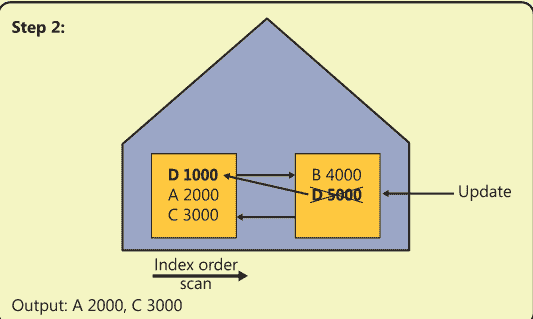 Step 2:
D 1000
A 2000
C 3000
B 4000
D 5000
Update
Index order
scan
Output: A 2000, C 3000